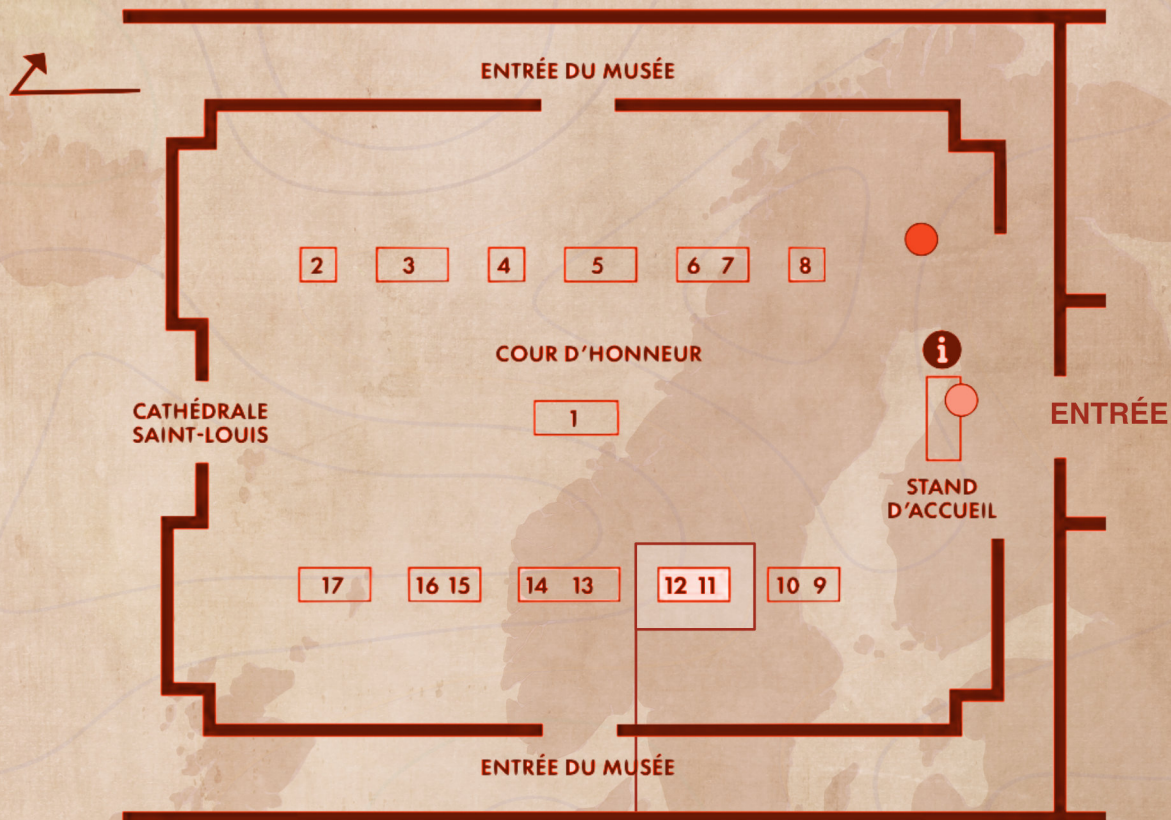 ENTRÉE DU MUSÉE
2 3 4 5 6 7 8
i
COUR D'HONNEUR
CATHÉDRALE
SAINT-LOUIS
1
ENTRÉE
STAND
D'ACCUEIL
17 16 15 14 13 12 11 10 9
ENTRÉE DU MUSÉE